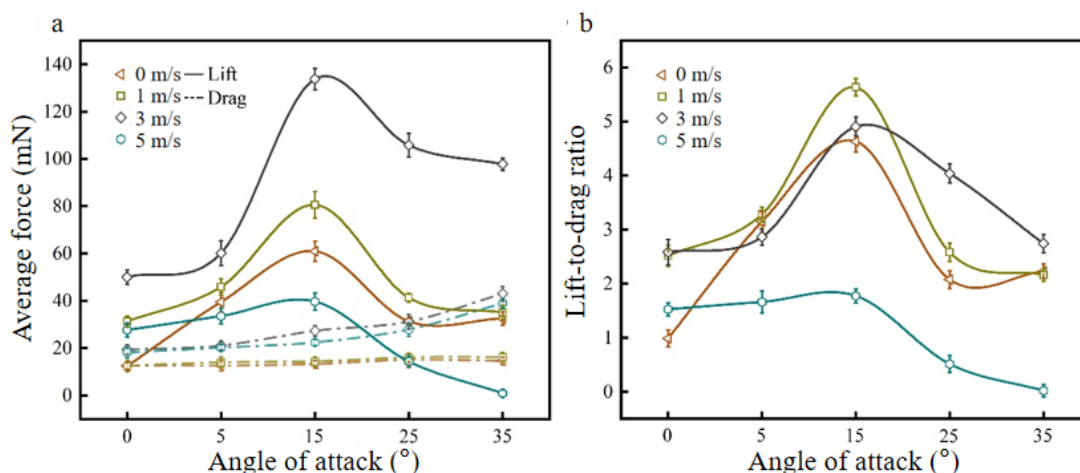 a
Average force (mN)
140
120
100
80
60
40
20
0
0 m/s
1 m/s
3 m/s
5 m/s
Lift
Drag
0 5 15 25 35
Angle of attack (°)
b
Lift-to-drag ratio
6
5
4
3
2
1
0
0 m/s
1 m/s
3 m/s
5 m/s
0 5 15 25 35
Angle of attack (°)